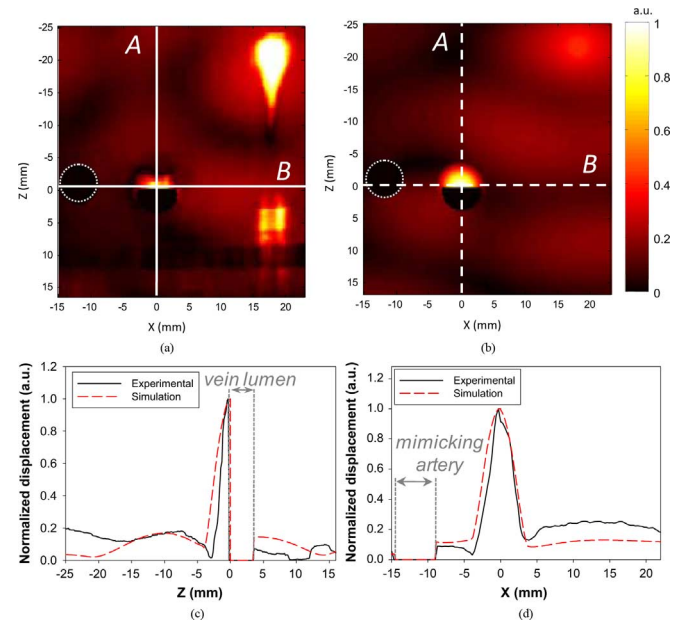 a.u.
-25
-20
-15
-10
-5
0
5
10
15
Z (mm)
A
B
-15
-10
-5
0
5
10
15
20
X (mm)
(a)
-25
-20
-15
-10
-5
0
5
10
15
Z (mm)
A
B
-15
-10
-5
0
5
10
15
20
X (mm)
(b)
1
0.8
0.6
0.4
0.2
0
Normalized displacement (a.u.)
1.2
1.0
0.8
0.6
0.4
0.2
0.0
Experimental
Simulation
vein lumen
-25
-20
-15
-10
-5
0
5
10
15
Z (mm)
(c)
Normalized displacement (a.u.)
1.2
1.0
0.8
0.6
0.4
0.2
0.0
Experimental
Simulation
mimicking
artery
-15
-10
-5
0
5
10
15
20
X (mm)
(d)